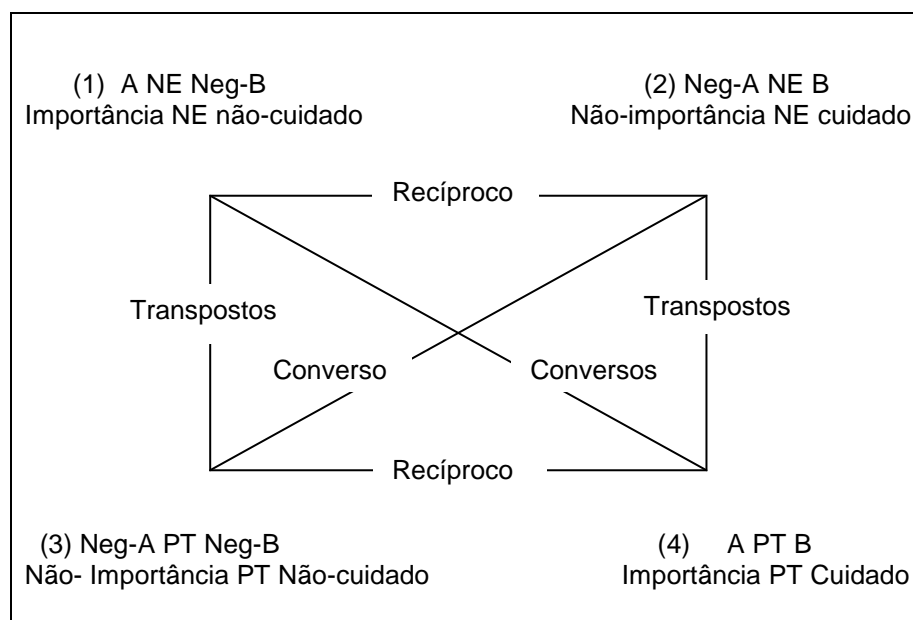 (1) A NE Neg-B
Importância NE não-cuidado
(2) Neg-A NE B
Não-importância NE cuidado
Recíproco
Transpostos
Transpostos
Converso
Conversos
Recíproco
(3) Neg-A PT Neg-B
Não- Importância PT Não-cuidado
(4) A PT B
Importância PT Cuidado